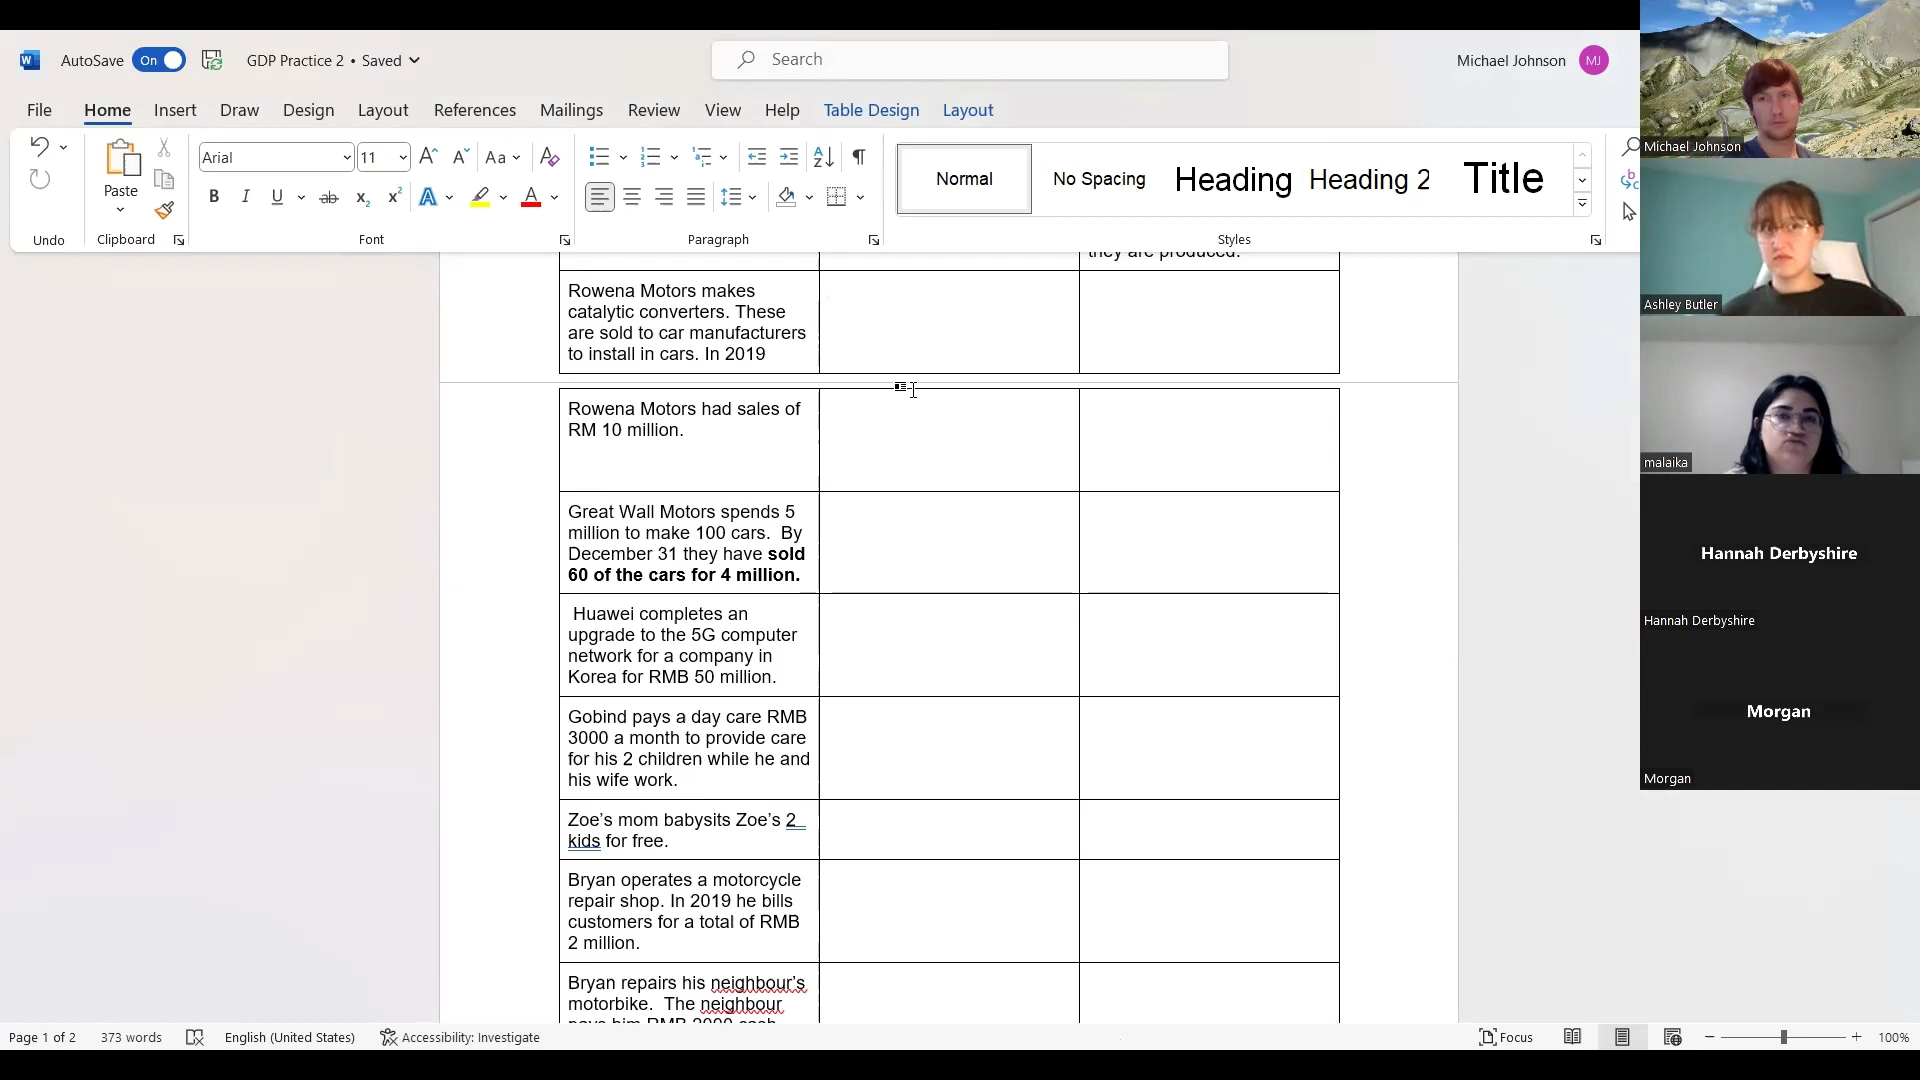 AutoSave On GDP Practice 2 • Saved Search Michael Johnson MJ
File Home Insert Draw Design Layout References Mailings Review View Help Table Design Layout
Paste Arial 11 Normal No Spacing Heading Heading 2 Title
Undo Clipboard Font Paragraph Styles
they are produced.
Rowena Motors makes
catalytic converters. These
are sold to car manufacturers
to install in cars. In 2019
Rowena Motors had sales of
RM 10 million.
Great Wall Motors spends 5
million to make 100 cars.  By
December 31 they have sold
60 of the cars for 4 million.
Huawei completes an
upgrade to the 5G computer
network for a company in
Korea for RMB 50 million.
Gobind pays a day care RMB
3000 a month to provide care
for his 2 children while he and
his wife work.
Zoe’s mom babysits Zoe’s 2
kids for free.
Bryan operates a motorcycle
repair shop. In 2019 he bills
customers for a total of RMB
2 million.
Bryan repairs his neighbour’s
motorbike.  The neighbour
pays him RMB 2000 cash
Page 1 of 2 373 words English (United States) Accessibility: Investigate Focus 100%
Michael Johnson
Ashley Butler
malaika
Hannah Derbyshire
Hannah Derbyshire
Morgan
Morgan